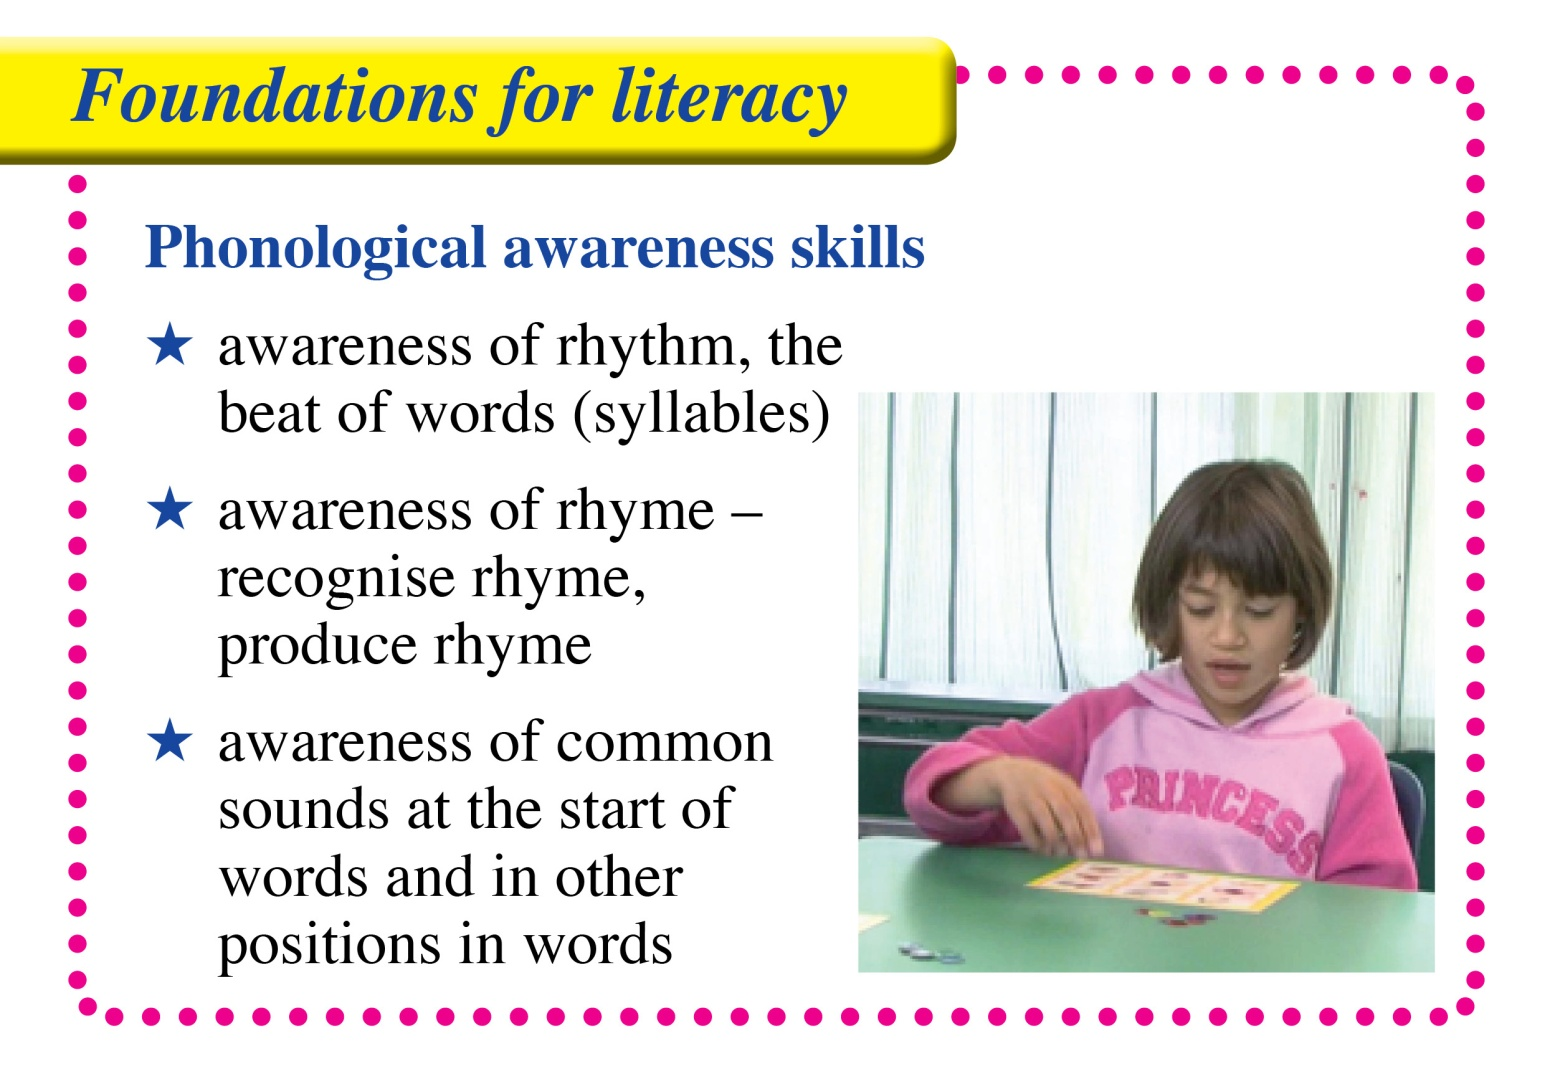 Foundations for literacy
Phonological awareness skills
★ awareness of rhythm, the
beat of words (syllables)
★ awareness of rhyme –
recognise rhyme,
produce rhyme
★ awareness of common
sounds at the start of
words and in other
positions in words
PRINCESS